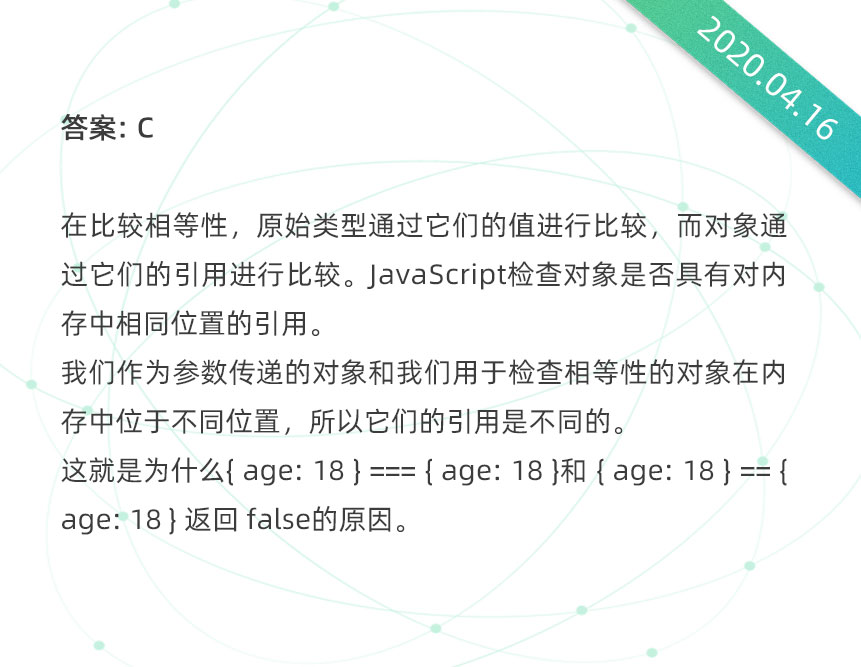 2020.04.16
答案: C
在比较相等性，原始类型通过它们的值进行比较，而对象通
过它们的引用进行比较。JavaScript检查对象是否具有对内
存中相同位置的引用。
我们作为参数传递的对象和我们用于检查相等性的对象在内
存中位于不同位置，所以它们的引用是不同的。
这就是为什么{ age: 18 } === { age: 18 }和 { age: 18 } == {
age: 18 } 返回 false的原因。